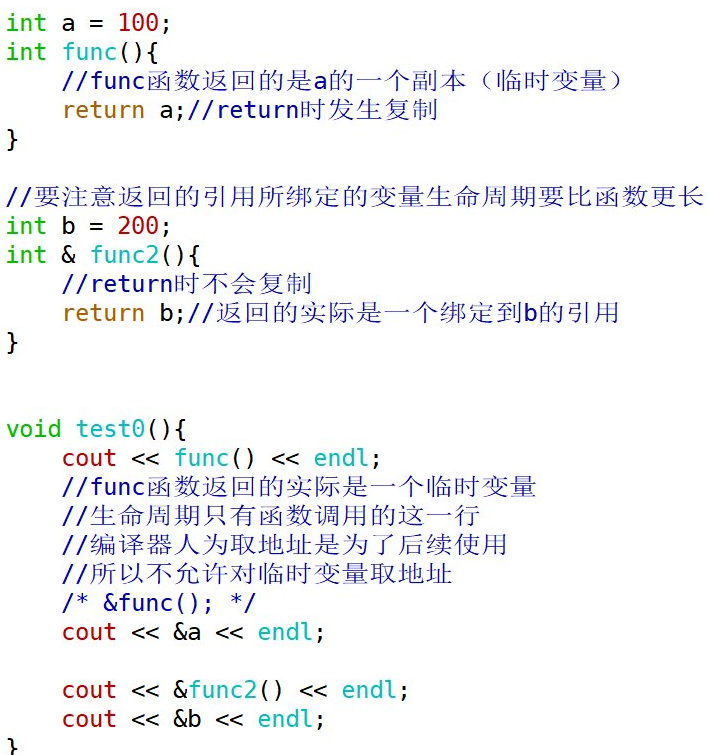 int a = 100;
int func(){
    //func函数返回的是a的一个副本（临时变量）
    return a;//return时发生复制
}
//要注意返回的引用所绑定的变量生命周期要比函数更长
int b = 200;
int & func2(){
    //return时不会复制
    return b;//返回的实际是一个绑定到b的引用
}
void test0(){
    cout << func() << endl;
    //func函数返回的实际是一个临时变量
    //生命周期只有函数调用的这一行
    //编译器人为取地址是为了后续使用
    //所以不允许对临时变量取地址
    /* &func(); */
    cout << &a << endl;
    cout << &func2() << endl;
    cout << &b << endl;
}